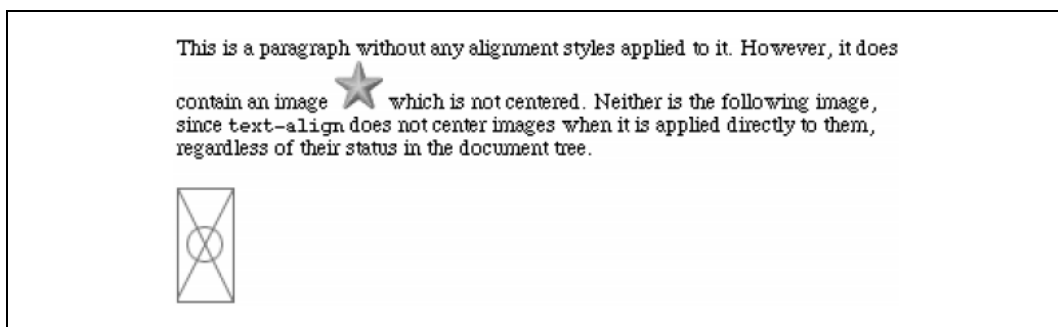 This is a paragraph without any alignment styles applied to it. However, it does
contain an image which is not centered. Neither is the following image,
since text-align does not center images when it is applied directly to them,
regardless of their status in the document tree.